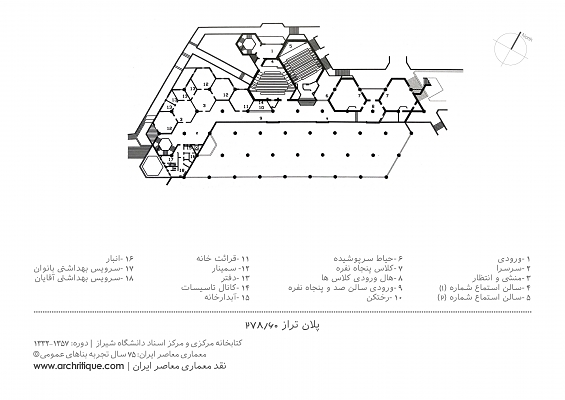 ۱ -ورودی
۲ -سرسرا
۳ -منشی و انتظار
۴ -سالن استماع شماره (۱)
۵ -سالن استماع شماره (۶)
۶ -حیاط سرپوشیده
۷ -کلاس پنجاه نفره
۸ -هال ورودی کلاس ها
۹ -ورودی سالن صد و پنجاه نفره
۱۰ -رختکن
۱۱ -قرائت خانه
۱۲ -سمینار
۱۳ -دفتر
۱۴ -کانال تاسیسات
۱۵ -آبدارخانه
۱۶ -انبار
۱۷ -سرویس بهداشتی بانوان
۱۸ -سرویس بهداشتی آقایان
پلان تراز ۲۷۸/۶۰
کتابخانه مرکزی و مرکز اسناد دانشگاه شیراز | دوره: ۱۳۵۷-۱۳۳۲
معماری معاصر ایران: ۷۵ سال تجربه بناهای عمومی©
نقد معماری معاصر ایران | www.archritique.com